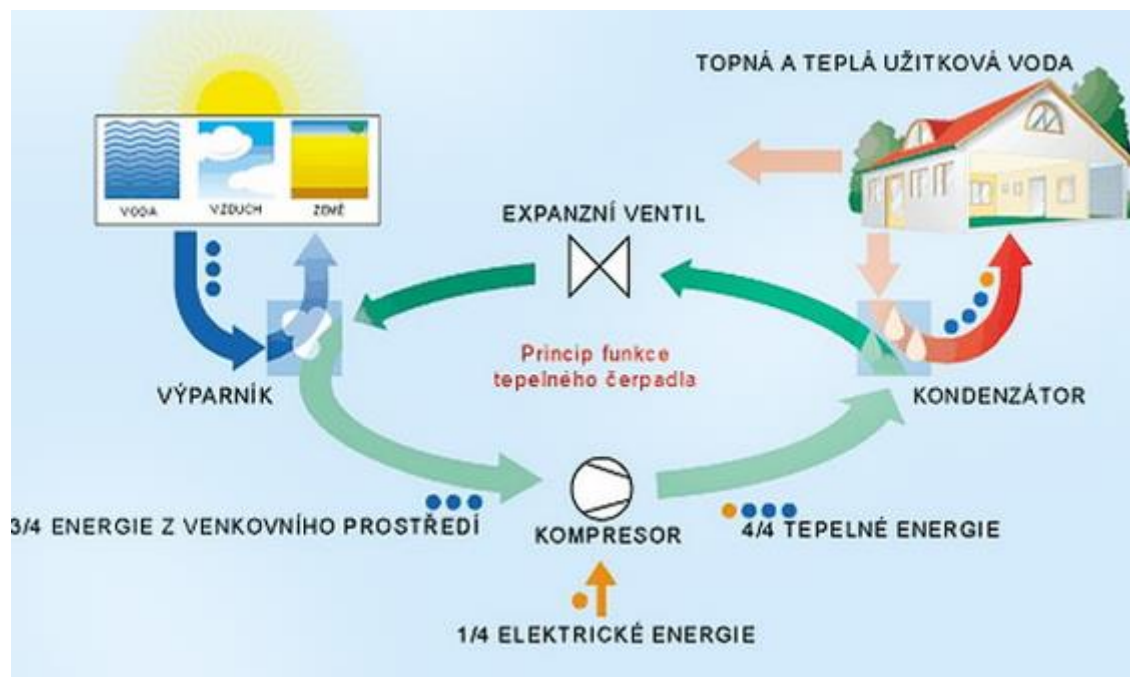 TOPNÁ A TEPLÁ UŽITKOVÁ VODA
VODA
VZDUCH
ZEMĚ
EXPANZNÍ VENTIL
Princip funkce
tepelného čerpadla
VÝPARNÍK
KONDENZÁTOR
3/4 ENERGIE Z VENKOVNÍHO PROSTŘEDÍ
KOMPRESOR
4/4 TEPELNÉ ENERGIE
1/4 ELEKTRICKÉ ENERGIE